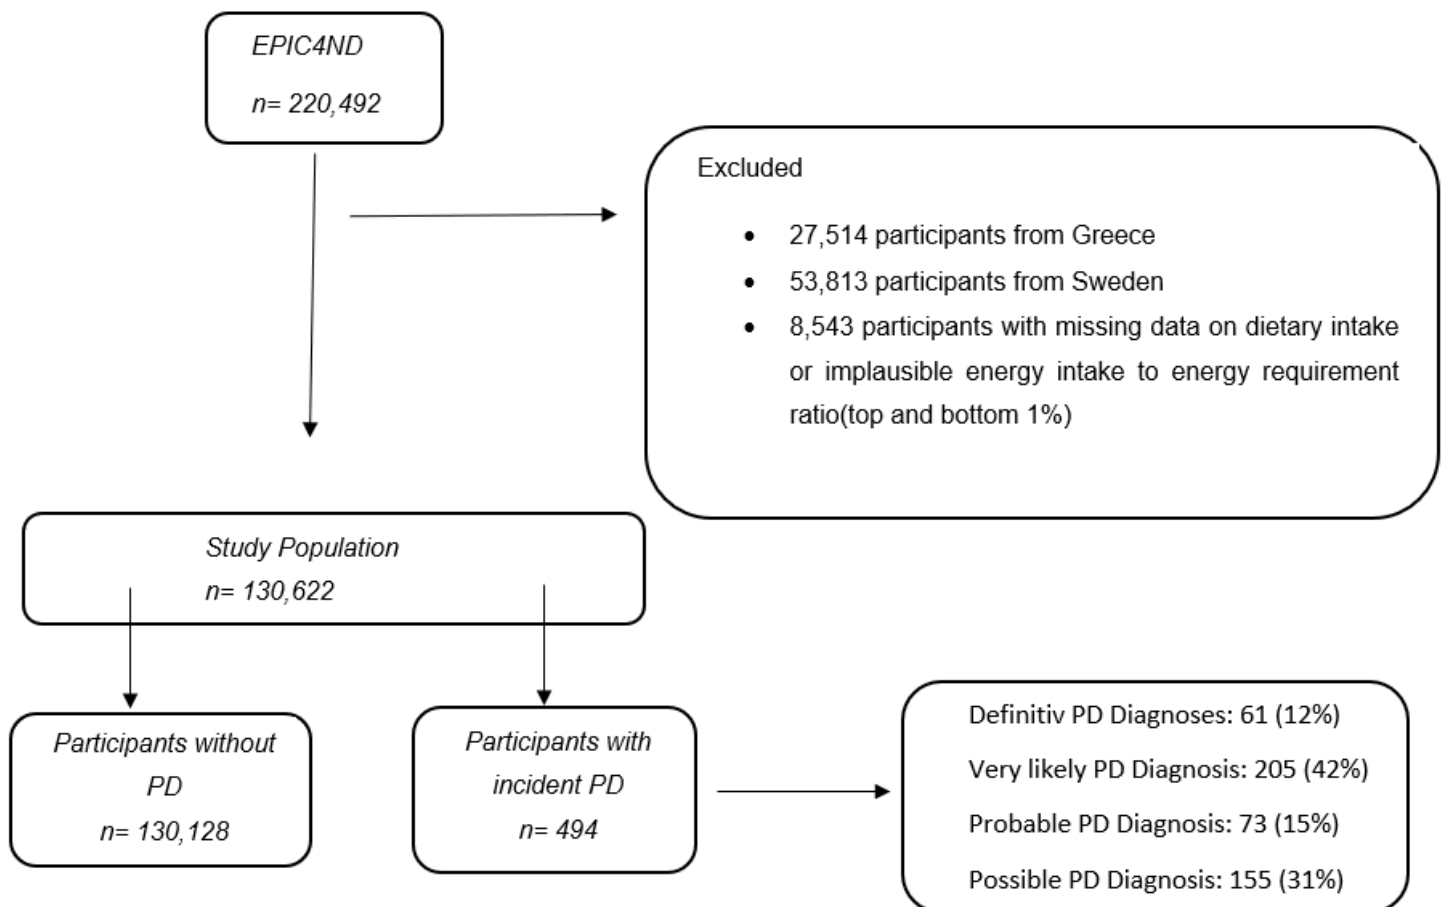 EPIC4ND
n= 220,492
Excluded
• 27,514 participants from Greece
• 53,813 participants from Sweden
• 8,543 participants with missing data on dietary intake
or implausible energy intake to energy requirement
ratio(top and bottom 1%)
Study Population
n= 130,622
Participants without
PD
n= 130,128
Participants with
incident PD
n= 494
Definitiv PD Diagnoses: 61 (12%)
Very likely PD Diagnosis: 205 (42%)
Probable PD Diagnosis: 73 (15%)
Possible PD Diagnosis: 155 (31%)